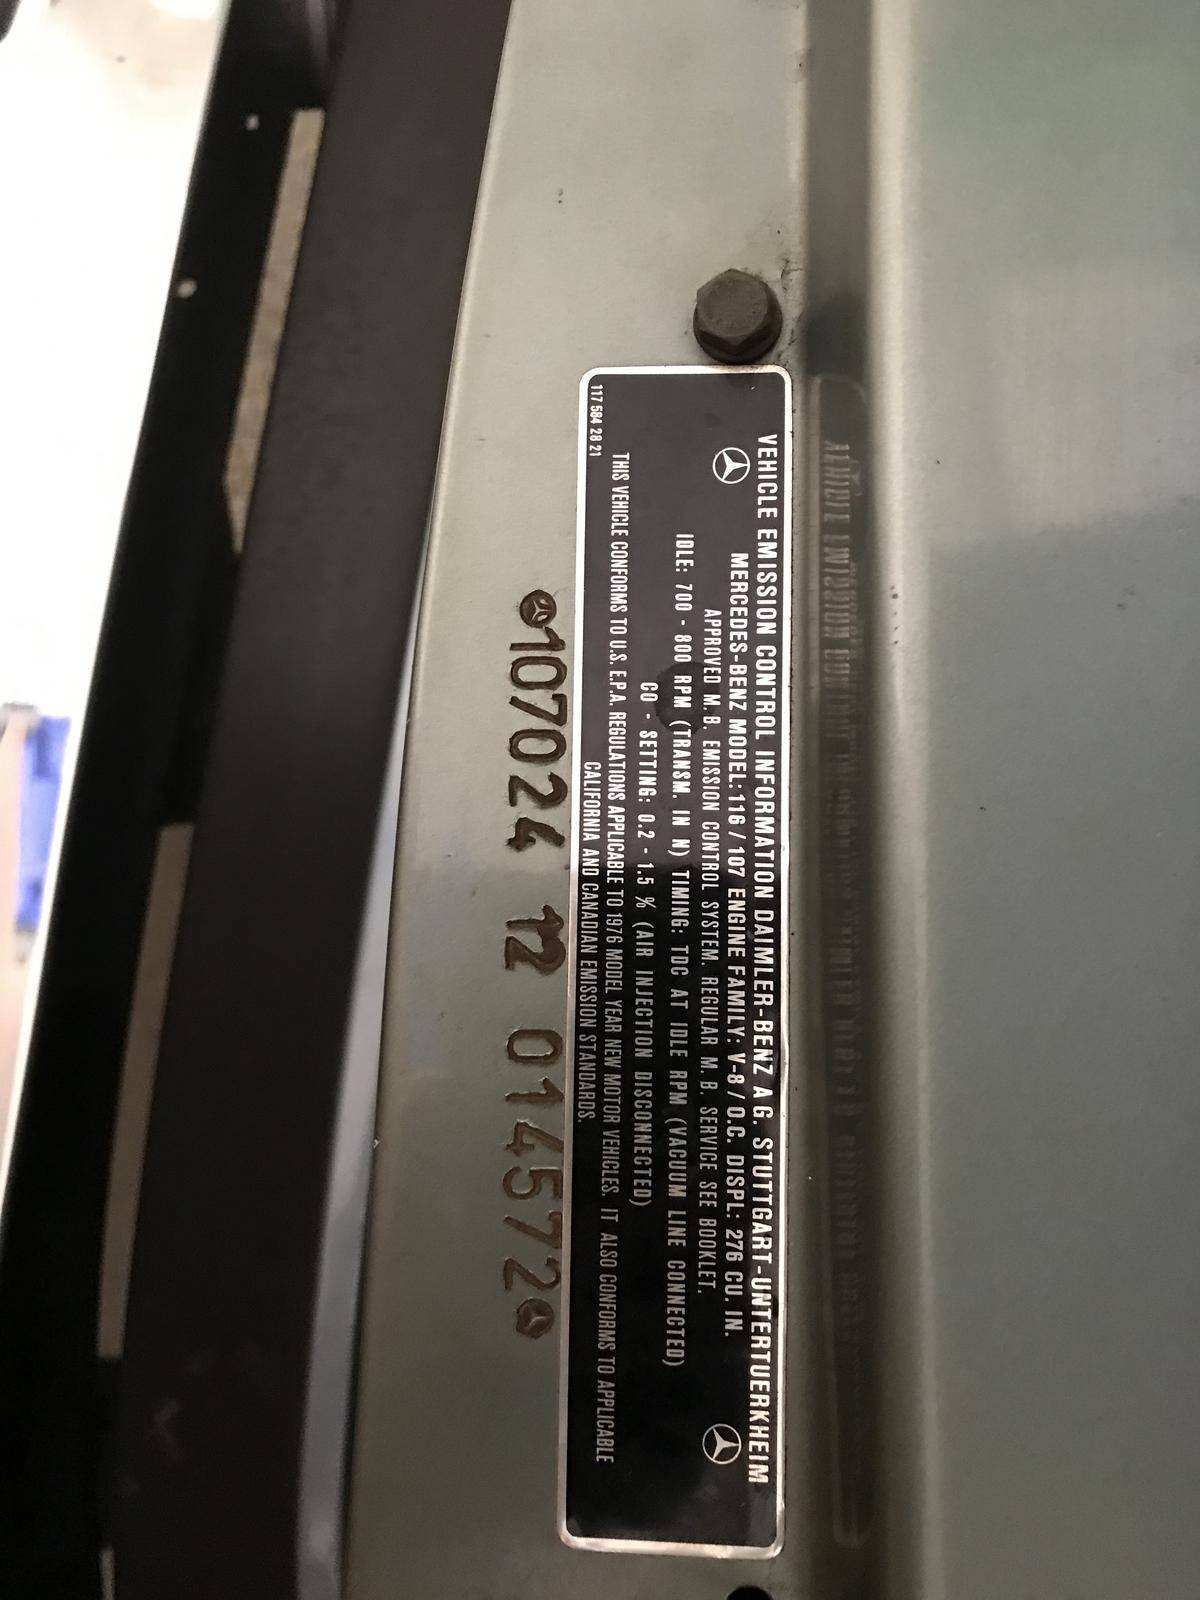 VEHICLE EMISSION CONTROL INFORMATION DAIMLER-BENZ A.G. STUTTGART-UNTERTUERKHEIM
MERCEDES-BENZ MODEL: 116 / 107 ENGINE FAMILY: V-8 / O.C. DISPL: 276 CU. IN.
APPROVED M.B. EMISSION CONTROL SYSTEM. REGULAR M.B. SERVICE SEE BOOKLET.
IDLE: 700 - 800 RPM (TRANSM. IN N) TIMING: TDC AT IDLE RPM (VACUUM LINE CONNECTED)
CO - SETTING: 0.2 - 1.5 % (AIR INJECTION DISCONNECTED)
THIS VEHICLE CONFORMS TO U.S. E.P.A. REGULATIONS APPLICABLE TO 1976 MODEL YEAR NEW MOTOR VEHICLES. IT ALSO CONFORMS TO APPLICABLE
CALIFORNIA AND CANADIAN EMISSION STANDARDS.
117 584 28 21
107024 12 014572